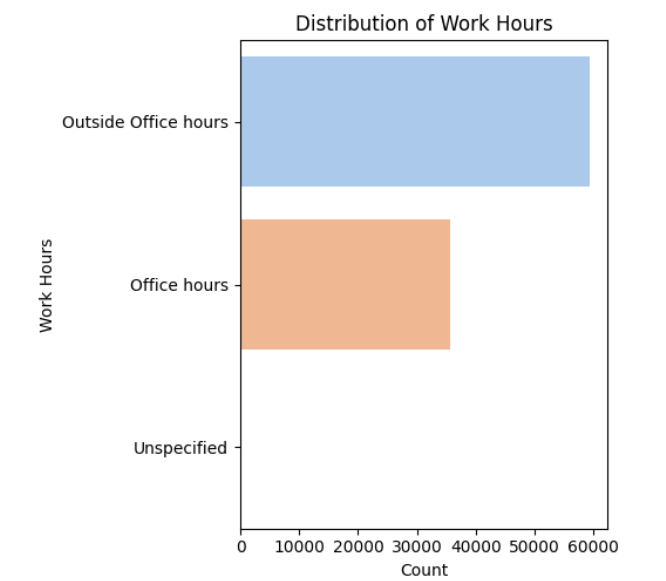 Distribution of Work Hours
Outside Office hours
Office hours
Unspecified
Work Hours
0 10000 20000 30000 40000 50000 60000
Count